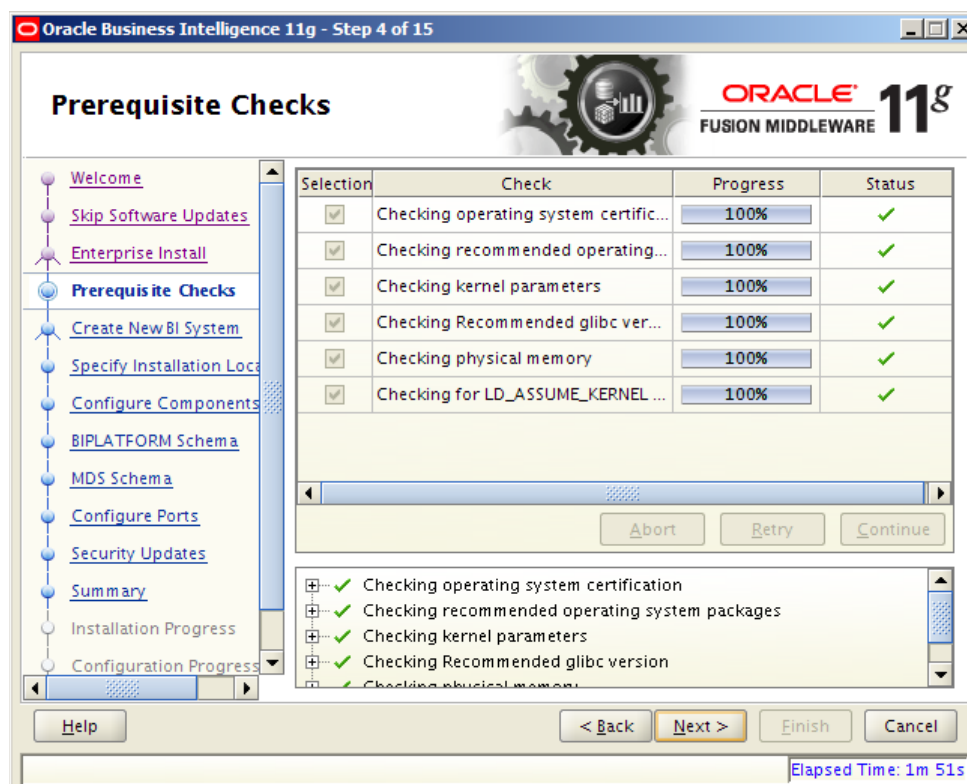 Oracle Business Intelligence 11g - Step 4 of 15
Prerequisite Checks
ORACLE
FUSION MIDDLEWARE
11g
Welcome
Skip Software Updates
Enterprise Install
Prerequisite Checks
Create New BI System
Specify Installation Loca
Configure Components
BIPLATFORM Schema
MDS Schema
Configure Ports
Security Updates
Summary
Installation Progress
Configuration Progress
Selection Check Progress Status
Checking operating system certific... 100%
Checking recommended operating... 100%
Checking kernel parameters 100%
Checking Recommended glibc ver... 100%
Checking physical memory 100%
Checking for LD_ASSUME_KERNEL ... 100%
Abort Retry Continue
Checking operating system certification
Checking recommended operating system packages
Checking kernel parameters
Checking Recommended glibc version
Checking physical memory
Help < Back Next > Finish Cancel
Elapsed Time: 1m 51s